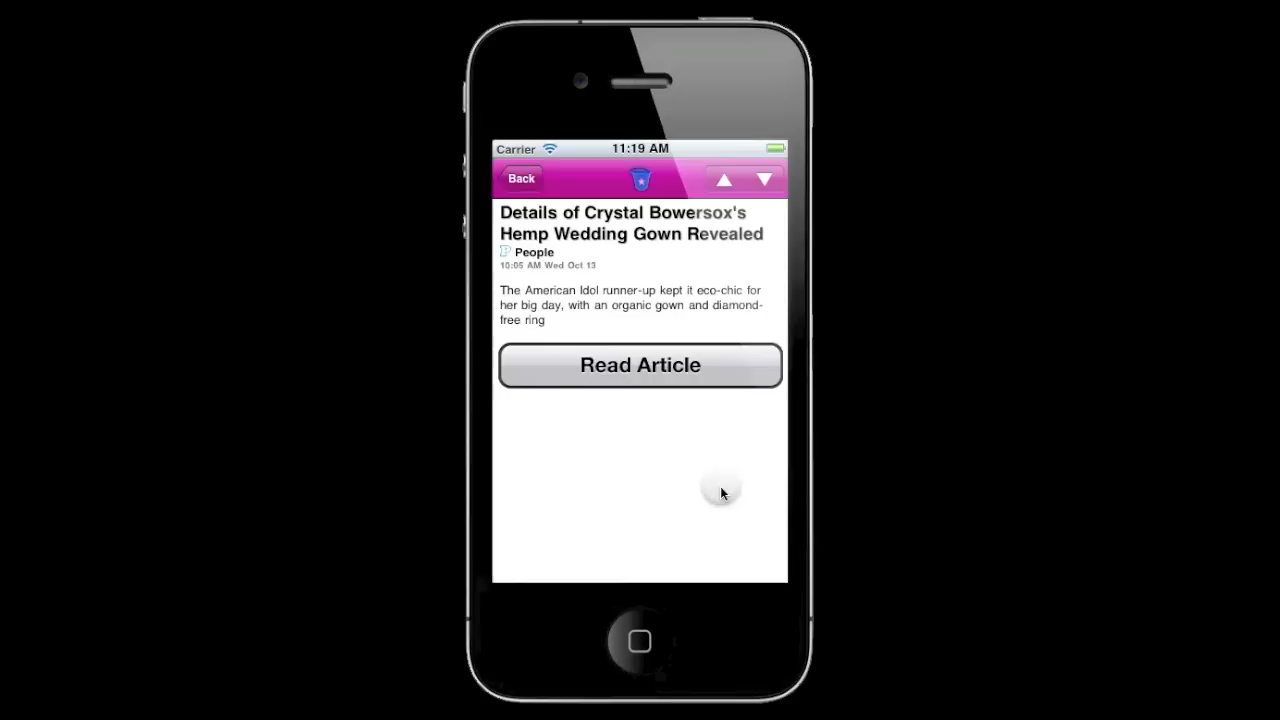 Carrier 11:19 AM
Back
Details of Crystal Bowersox's
Hemp Wedding Gown Revealed
P People
10:05 AM Wed Oct 13
The American Idol runner-up kept it eco-chic for
her big day, with an organic gown and diamond-
free ring
Read Article